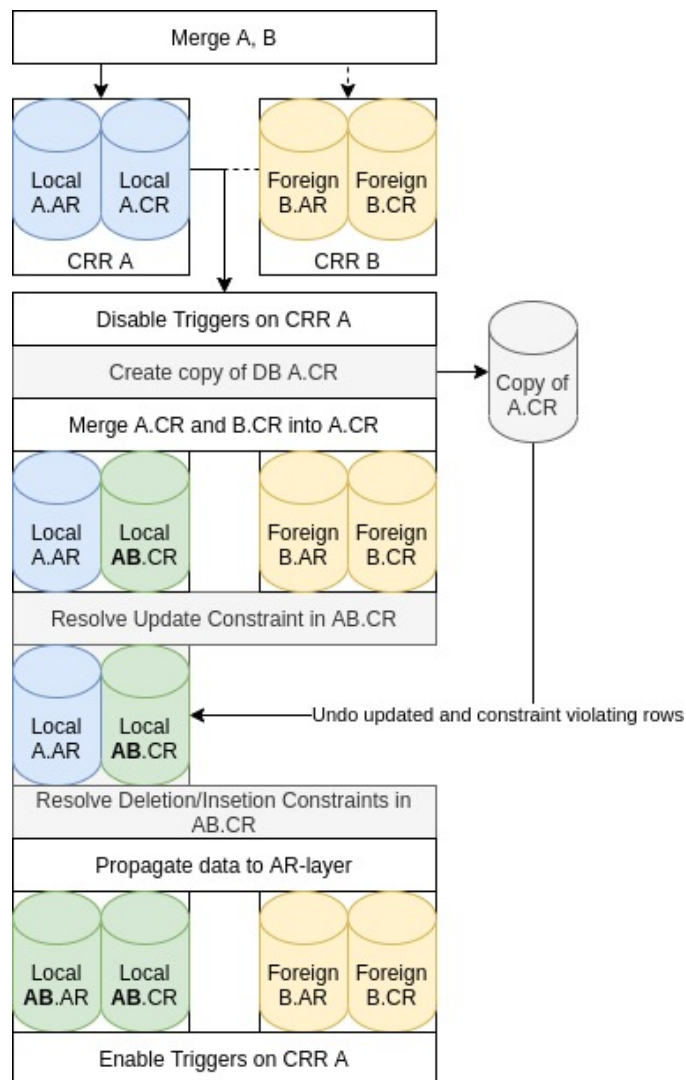 Merge A, B
Local
A.AR
Local
A.CR
Foreign
B.AR
Foreign
B.CR
CRR A
CRR B
Disable Triggers on CRR A
Create copy of DB A.CR
Copy of
A.CR
Merge A.CR and B.CR into A.CR
Local
A.AR
Local
AB.CR
Foreign
B.AR
Foreign
B.CR
Resolve Update Constraint in AB.CR
Local
A.AR
Local
AB.CR
Undo updated and constraint violating rows
Resolve Deletion/Insetion Constraints in
AB.CR
Propagate data to AR-layer
Local
AB.AR
Local
AB.CR
Foreign
B.AR
Foreign
B.CR
Enable Triggers on CRR A